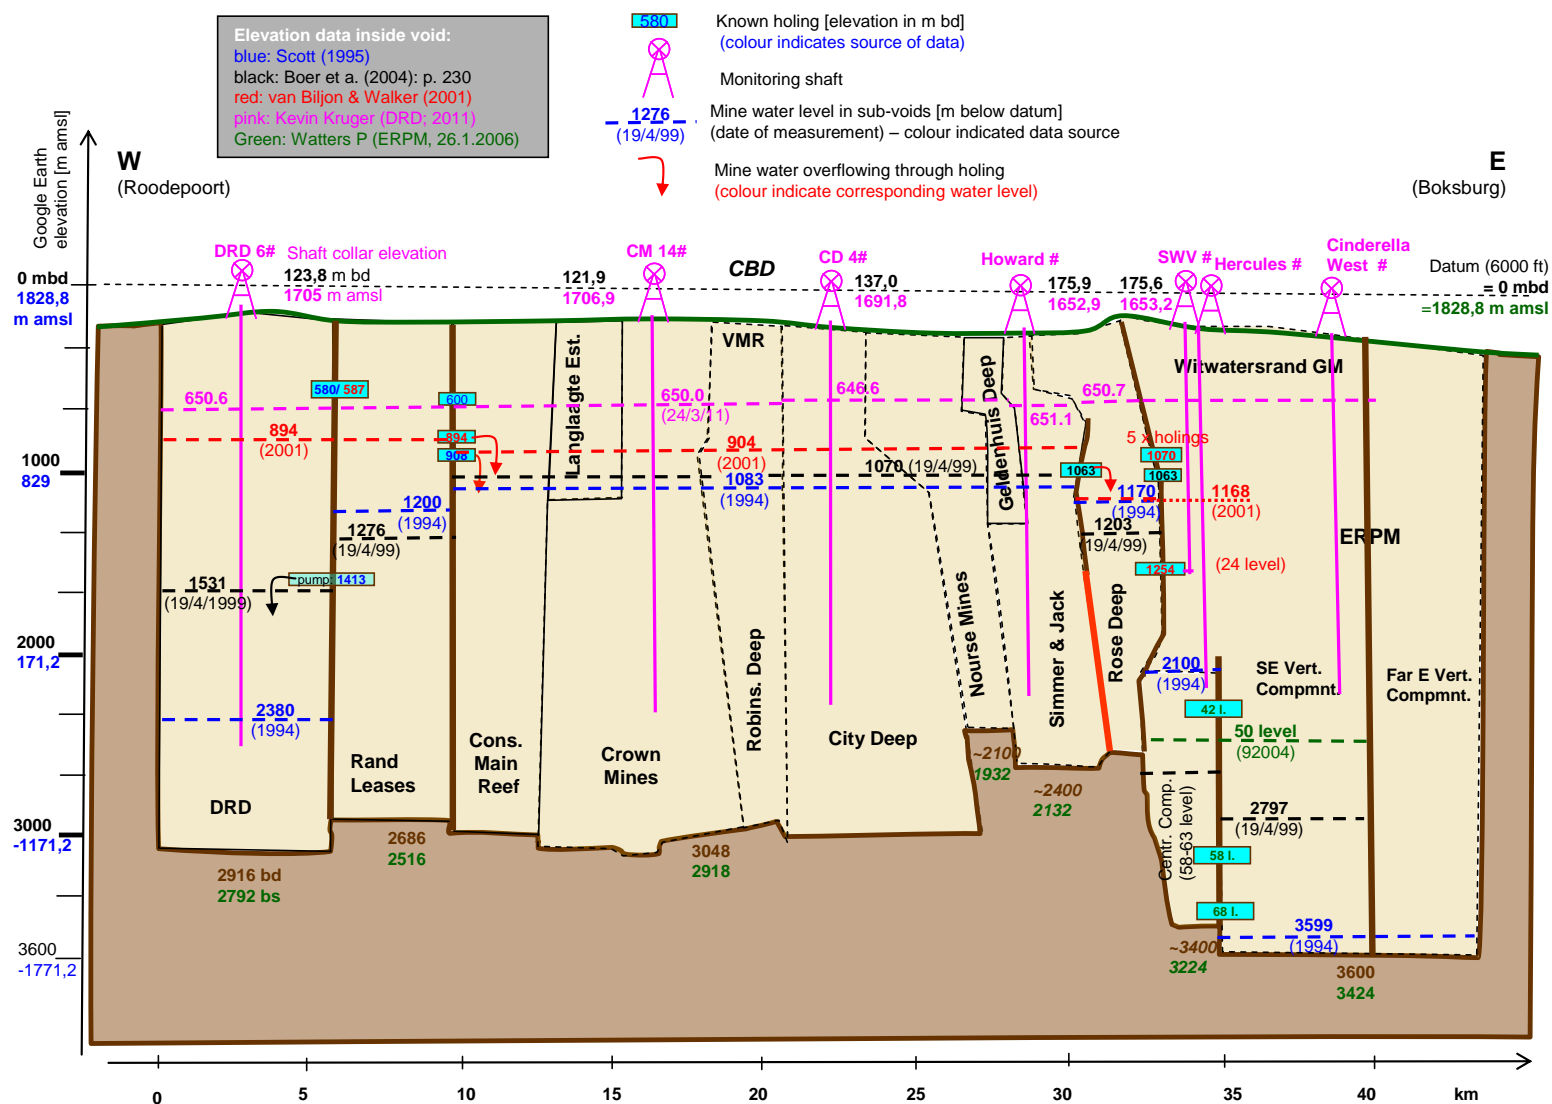 Elevation data inside void:
blue: Scott (1995)
black: Boer et a. (2004): p. 230
red: van Biljon & Walker (2001)
pink: Kevin Kruger (DRD; 2011)
Green: Watters P (ERPM, 26.1.2006)
580
Known holing [elevation in m bd]
(colour indicates source of data)
Monitoring shaft
1276
(19/4/99)
Mine water level in sub-voids [m below datum]
(date of measurement) – colour indicated data source
Mine water overflowing through holing
(colour indicate corresponding water level)
Google Earth
elevation [m amsl]
W
(Roodepoort)
E
(Boksburg)
DRD 6#
Shaft collar elevation
123,8 m bd
1705 m amsl
121,9
1706,9
CM 14#
CBD
CD 4#
137,0
1691,8
Howard #
175,9
1652,9
175,6
1653,2
SWV #
Hercules #
Cinderella
West #
Datum (6000 ft)
= 0 mbd
=1828,8 m amsl
0 mbd
1828,8
m amsl
1000
829
2000
171,2
3000
-1171,2
3600
-1771,2
650.6
580/ 587
600
894
(2001)
894
908
1200
(1994)
1276
(19/4/99)
pump: 1413
1531
(19/4/1999)
2380
(1994)
DRD
Rand
Leases
Cons.
Main
Reef
Langlaagte Est.
Crown
Mines
VMR
650.0
(24/3/11)
904
(2001)
1083
(1994)
646.6
1070 (19/4/99)
Robins. Deep
City Deep
Nourse Mines
Geldenhuis Deep
Simmer & Jack
Rose Deep
651.1
650.7
1063
5 x holings
1070
1063
1170
(1994)
1168
(2001)
1203
(19/4/99)
1254
(24 level)
Witwatersrand GM
ERPM
2100
(1994)
42 l.
SE Vert.
Compmnt.
Far E Vert.
Compmnt.
50 level
(92004)
Centr. Comp.
(58-63 level)
2797
(19/4/99)
58 l.
68 l.
3599
(1994)
2916 bd
2792 bs
2686
2516
3048
2918
~2100
1932
~2400
2132
~3400
3224
3600
3424
0
5
10
15
20
25
30
35
40
km